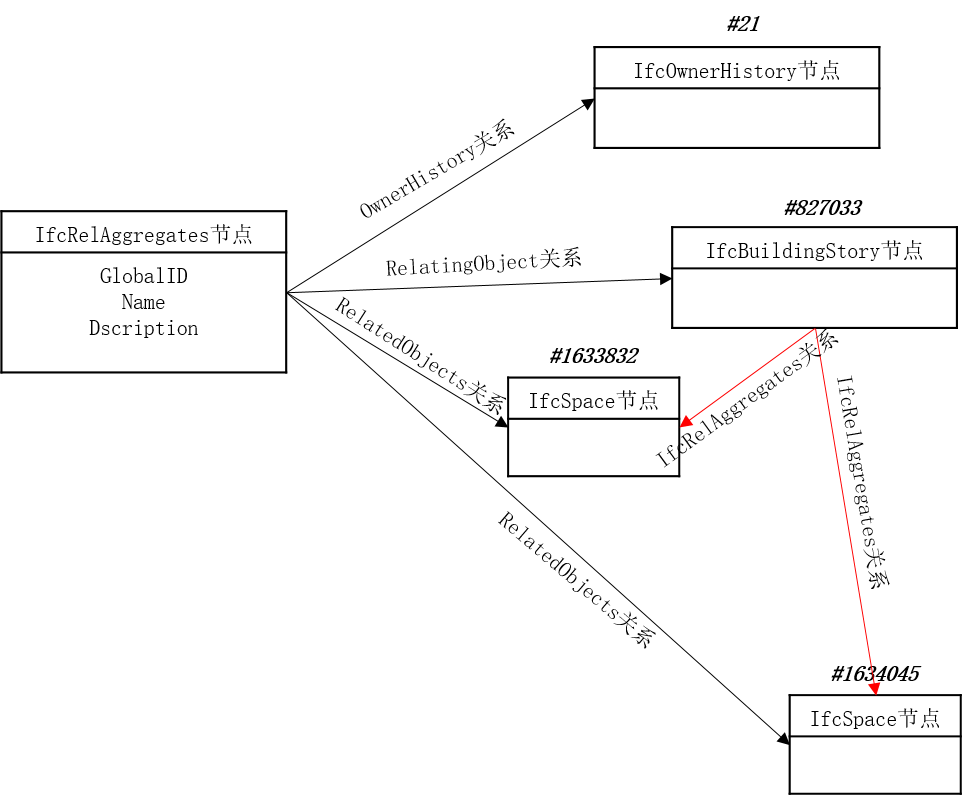 #21
IfcOwnerHistory节点
OwnerHistory关系
IfcRelAggregates节点
GlobalID
Name
Dscription
#827033
IfcBuildingStory节点
RelatingObject关系
RelatedObjects关系
#1633832
IfcSpace节点
IfcRelAggregates关系
IfcRelAggregates关系
RelatedObjects关系
#1634045
IfcSpace节点